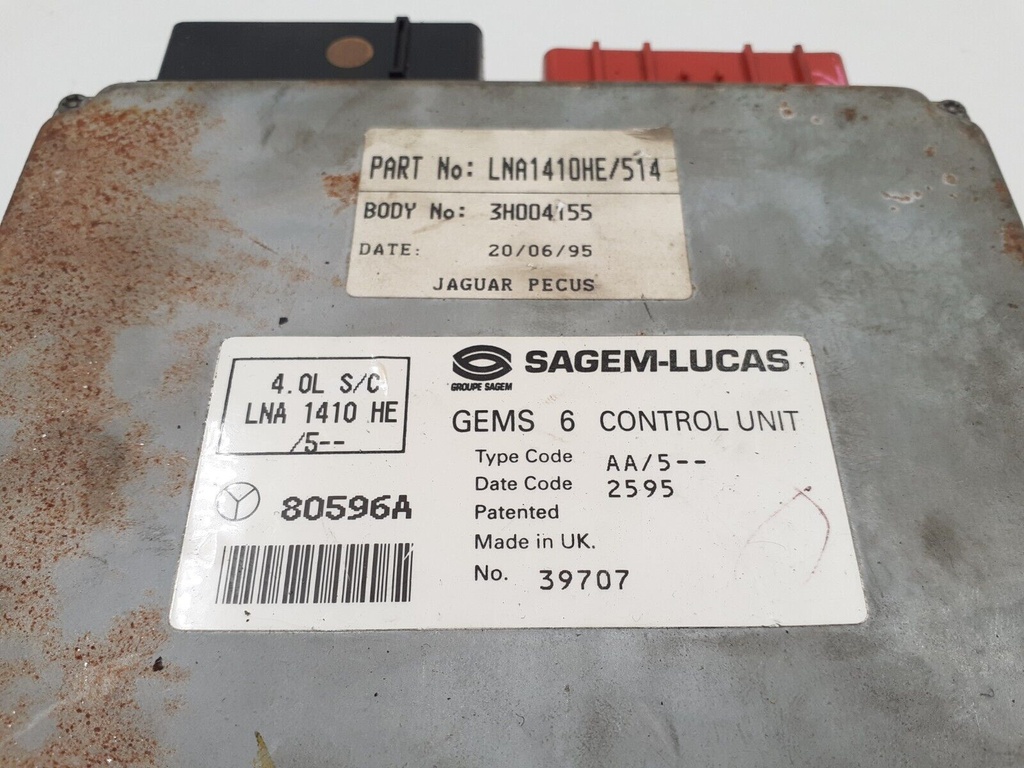 PART No: LNA1410HE/514
BODY No: 3H004155
DATE: 20/06/95
JAGUAR PECUS
4.0L S/C
LNA 1410 HE
/5--
80596A
GROUPE SAGEM
SAGEM-LUCAS
GEMS 6 CONTROL UNIT
Type Code AA/5--
Date Code 2595
Patented
Made in UK.
No. 39707